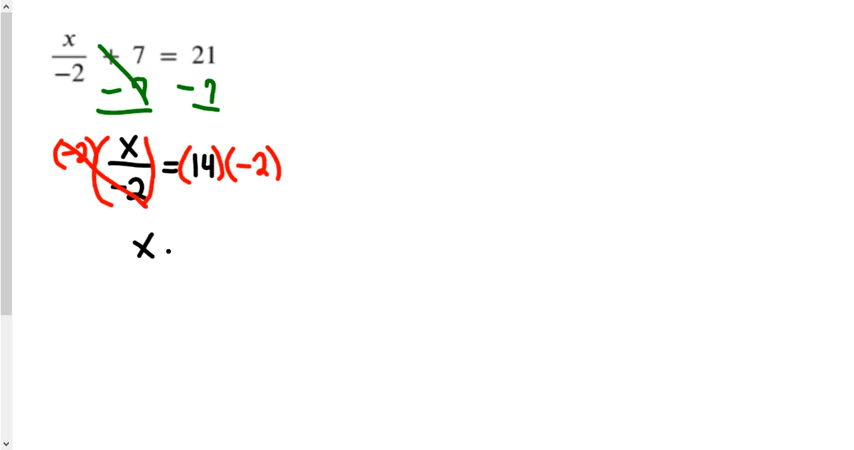 x/-2 + 7 = 21
-7 -7
(-2)(x/-2) = (14)(-2)
x